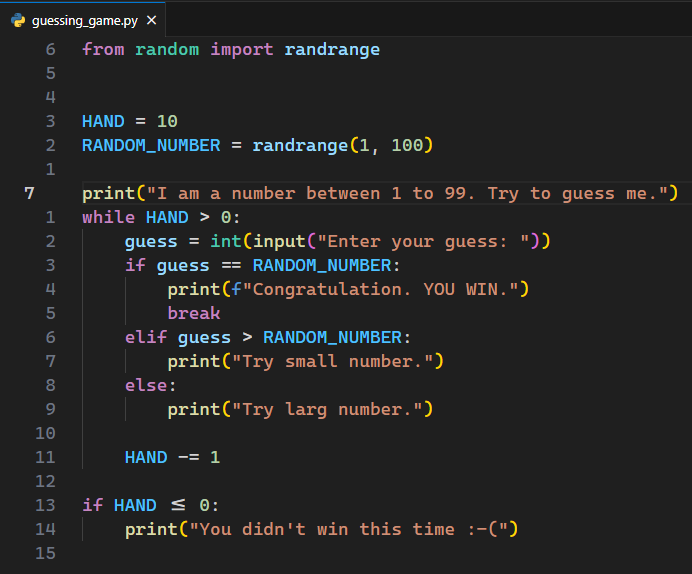 guessing_game.py ×
6 from random import randrange
5
4
3 HAND = 10
2 RANDOM_NUMBER = randrange(1, 100)
1
7 print("I am a number between 1 to 99. Try to guess me.")
1 while HAND > 0:
2     guess = int(input("Enter your guess: "))
3     if guess == RANDOM_NUMBER:
4         print(f"Congratulation. YOU WIN.")
5         break
6     elif guess > RANDOM_NUMBER:
7         print("Try small number.")
8     else:
9         print("Try larg number.")
10
11     HAND -= 1
12
13 if HAND ≤ 0:
14     print("You didn't win this time :-(")
15